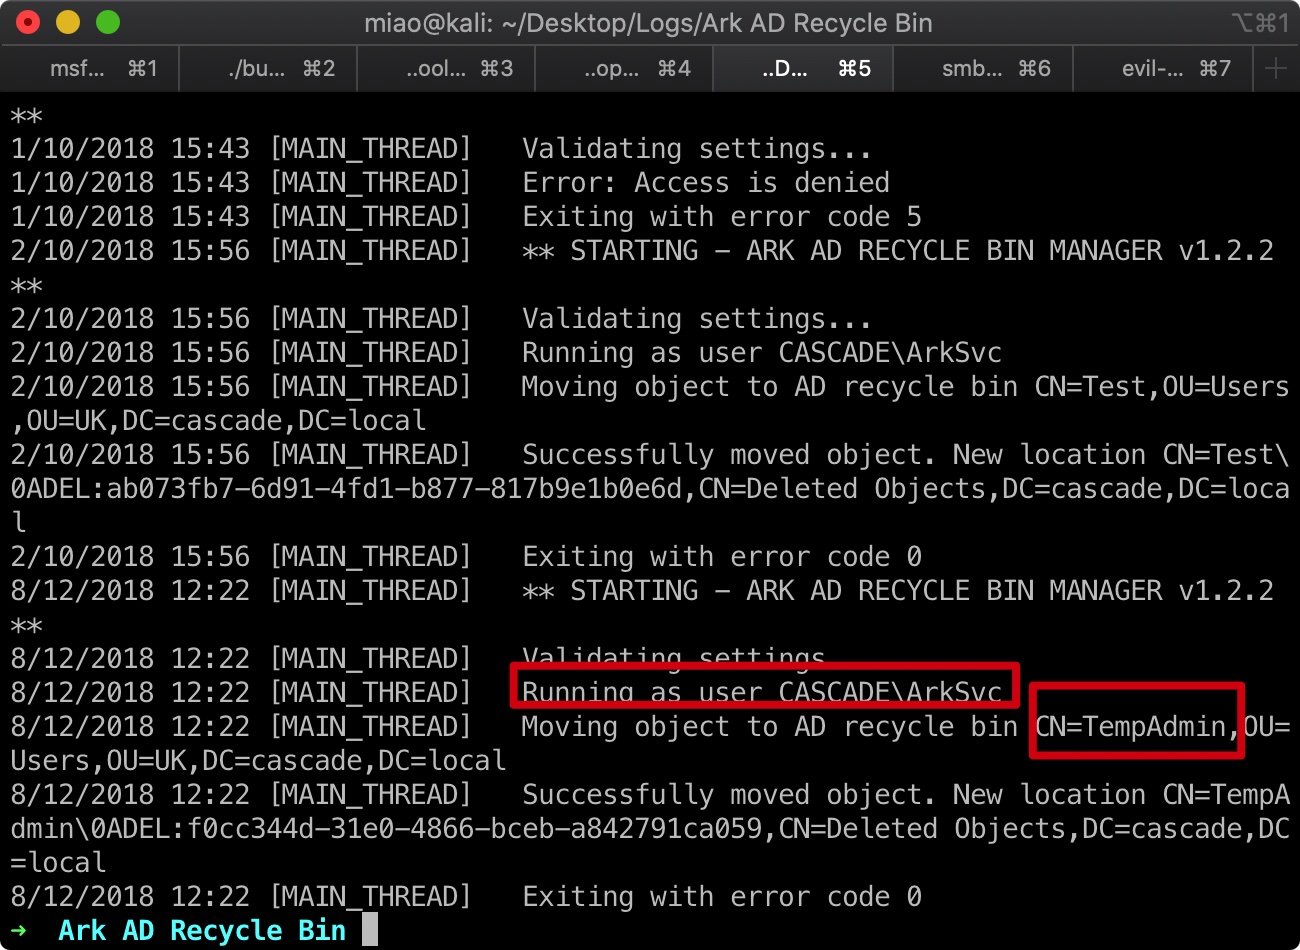 miao@kali: ~/Desktop/Logs/Ark AD Recycle Bin
⌥⌘1
msf... ⌘1
./bu... ⌘2
..ool... ⌘3
..op... ⌘4
..D... ⌘5
smb... ⌘6
evil-... ⌘7
**
1/10/2018 15:43 [MAIN_THREAD]   Validating settings...
1/10/2018 15:43 [MAIN_THREAD]   Error: Access is denied
1/10/2018 15:43 [MAIN_THREAD]   Exiting with error code 5
2/10/2018 15:56 [MAIN_THREAD]   ** STARTING - ARK AD RECYCLE BIN MANAGER v1.2.2
**
2/10/2018 15:56 [MAIN_THREAD]   Validating settings...
2/10/2018 15:56 [MAIN_THREAD]   Running as user CASCADE\ArkSvc
2/10/2018 15:56 [MAIN_THREAD]   Moving object to AD recycle bin CN=Test,OU=Users
,OU=UK,DC=cascade,DC=local
2/10/2018 15:56 [MAIN_THREAD]   Successfully moved object. New location CN=Test\
0ADEL:ab073fb7-6d91-4fd1-b877-817b9e1b0e6d,CN=Deleted Objects,DC=cascade,DC=loca
l
2/10/2018 15:56 [MAIN_THREAD]   Exiting with error code 0
8/12/2018 12:22 [MAIN_THREAD]   ** STARTING - ARK AD RECYCLE BIN MANAGER v1.2.2
**
8/12/2018 12:22 [MAIN_THREAD]   Validating settings
8/12/2018 12:22 [MAIN_THREAD]   Running as user CASCADE\ArkSvc
8/12/2018 12:22 [MAIN_THREAD]   Moving object to AD recycle bin CN=TempAdmin,OU=
Users,OU=UK,DC=cascade,DC=local
8/12/2018 12:22 [MAIN_THREAD]   Successfully moved object. New location CN=TempA
dmin\0ADEL:f0cc344d-31e0-4866-bceb-a842791ca059,CN=Deleted Objects,DC=cascade,DC
=local
8/12/2018 12:22 [MAIN_THREAD]   Exiting with error code 0
➜  Ark AD Recycle Bin